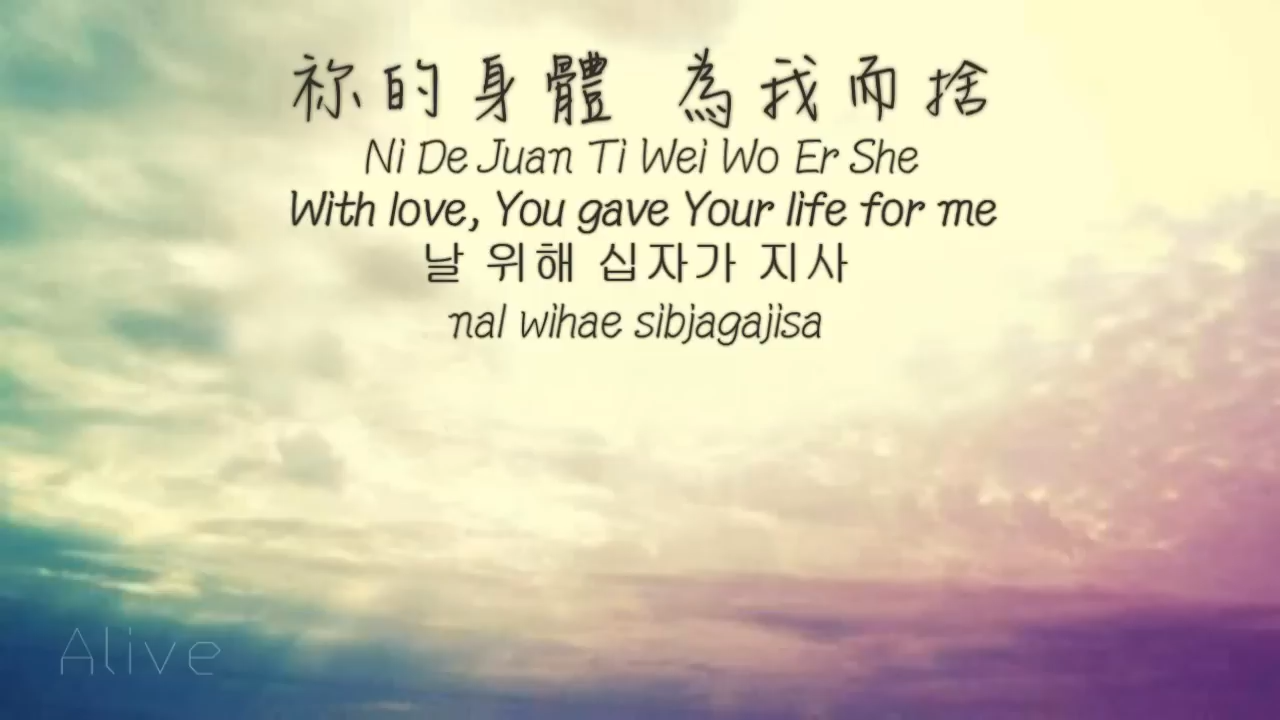 祢的身體 為我而捨
Ni De Juan Ti Wei Wo Er She
With love, You gave Your life for me
날 위해 십자가 지사
nal wihae sibjagajisa
Alive